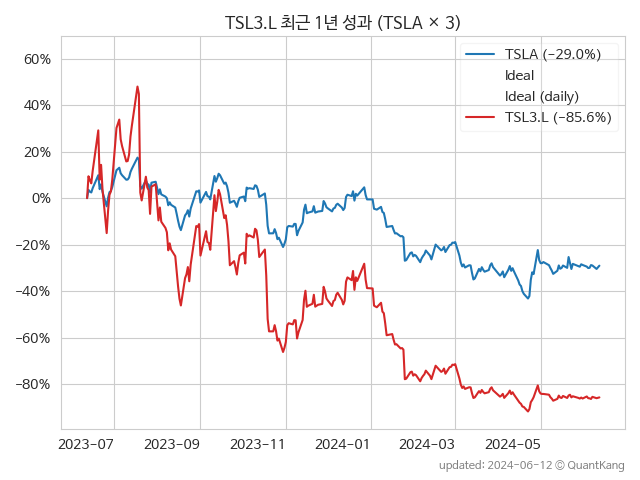 TSL3.L 최근 1년 성과 (TSLA × 3)
TSLA (−29.0%)
Ideal
Ideal (daily)
TSL3.L (−85.6%)
60%
40%
20%
0%
−20%
−40%
−60%
−80%
2023-07 2023-09 2023-11 2024-01 2024-03 2024-05
updated: 2024-06-12 © QuantKang